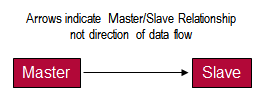 Arrows indicate Master/Slave Relationship
not direction of data flow
Master
Slave